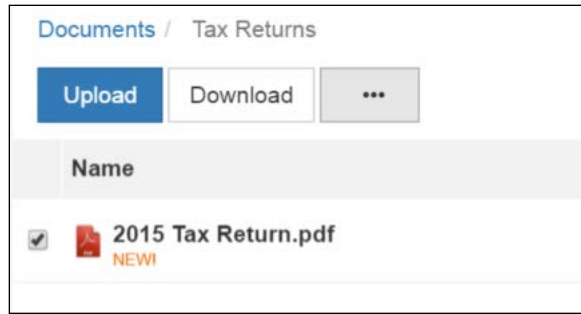 Documents / Tax Returns
Upload Download •••
Name
2015 Tax Return.pdf
NEW!